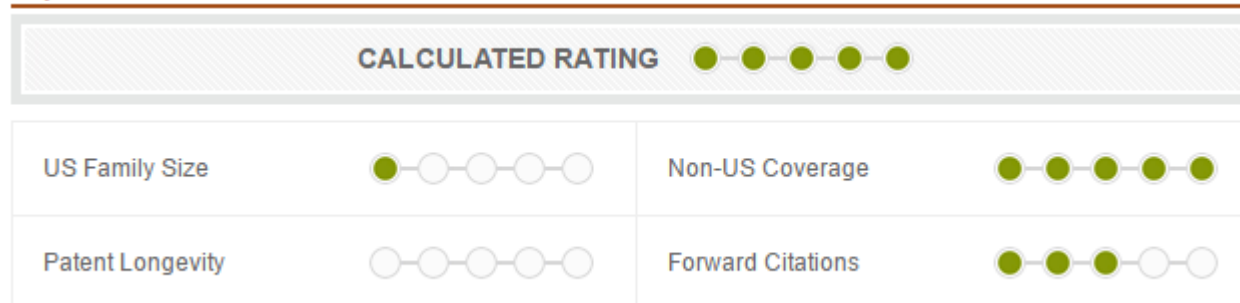 CALCULATED RATING
US Family Size
Non-US Coverage
Patent Longevity
Forward Citations